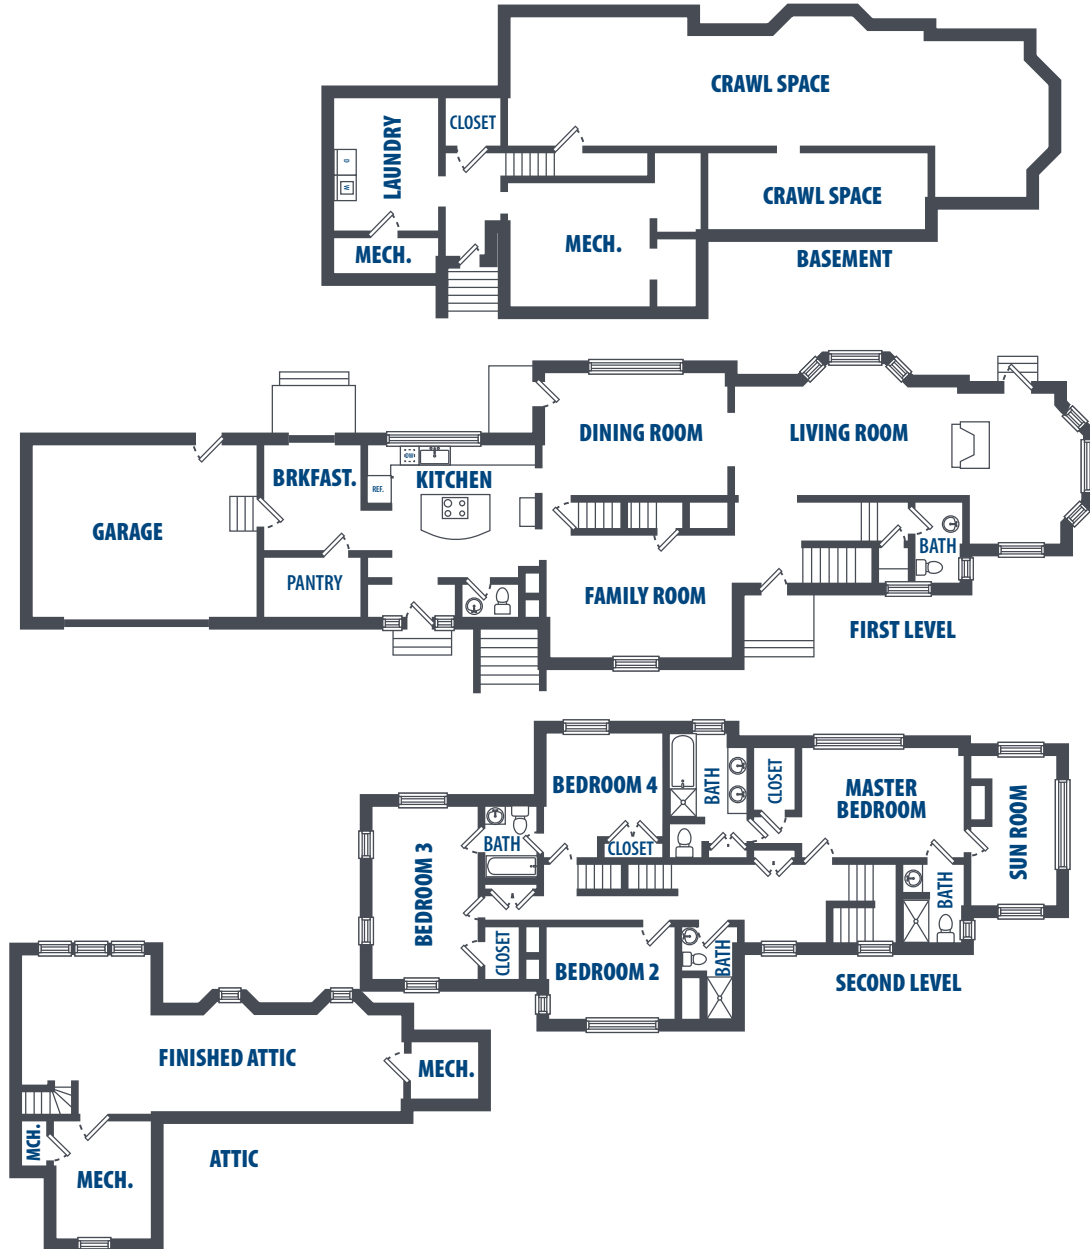 CRAWL SPACE
CLOSET
LAUNDRY
D
W
CRAWL SPACE
MECH.
MECH.
BASEMENT
DINING ROOM
LIVING ROOM
BRKFAST.
KITCHEN
DW
REF.
GARAGE
BATH
PANTRY
FAMILY ROOM
FIRST LEVEL
BEDROOM 4
BATH
CLOSET
MASTER
BEDROOM
SUN ROOM
BATH
CLOSET
BEDROOM 3
BATH
CLOSET
BEDROOM 2
BATH
SECOND LEVEL
FINISHED ATTIC
MECH.
MCH.
MECH.
ATTIC